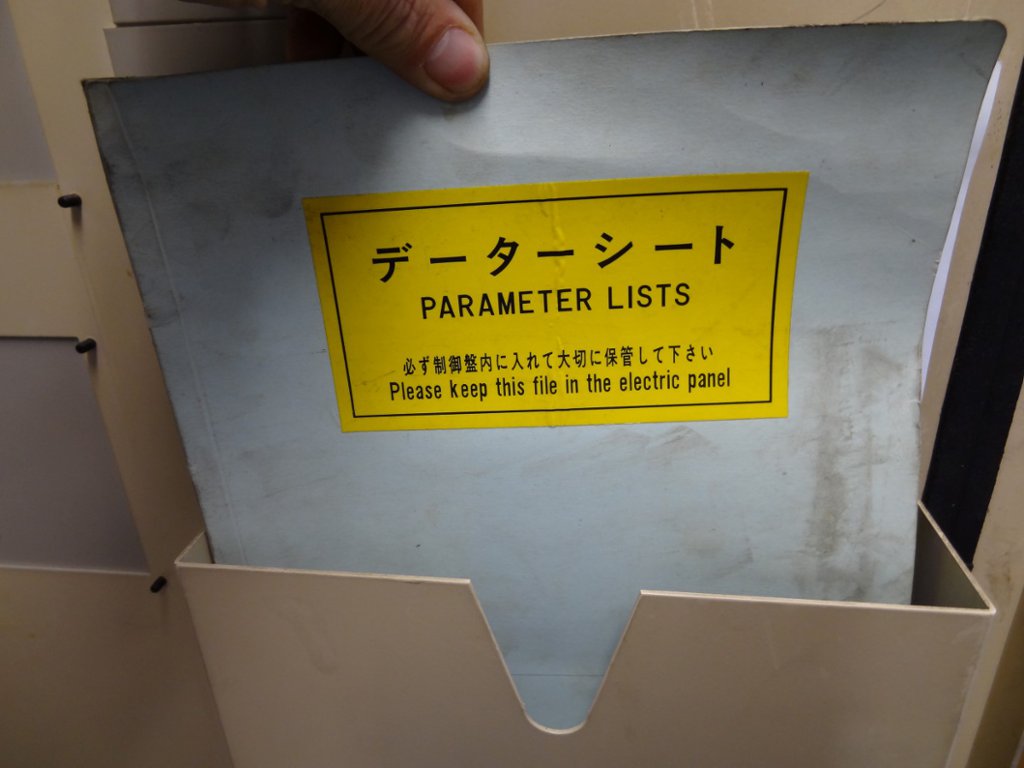 データーシート
PARAMETER LISTS
必ず制御盤内に入れて大切に保管して下さい
Please keep this file in the electric panel